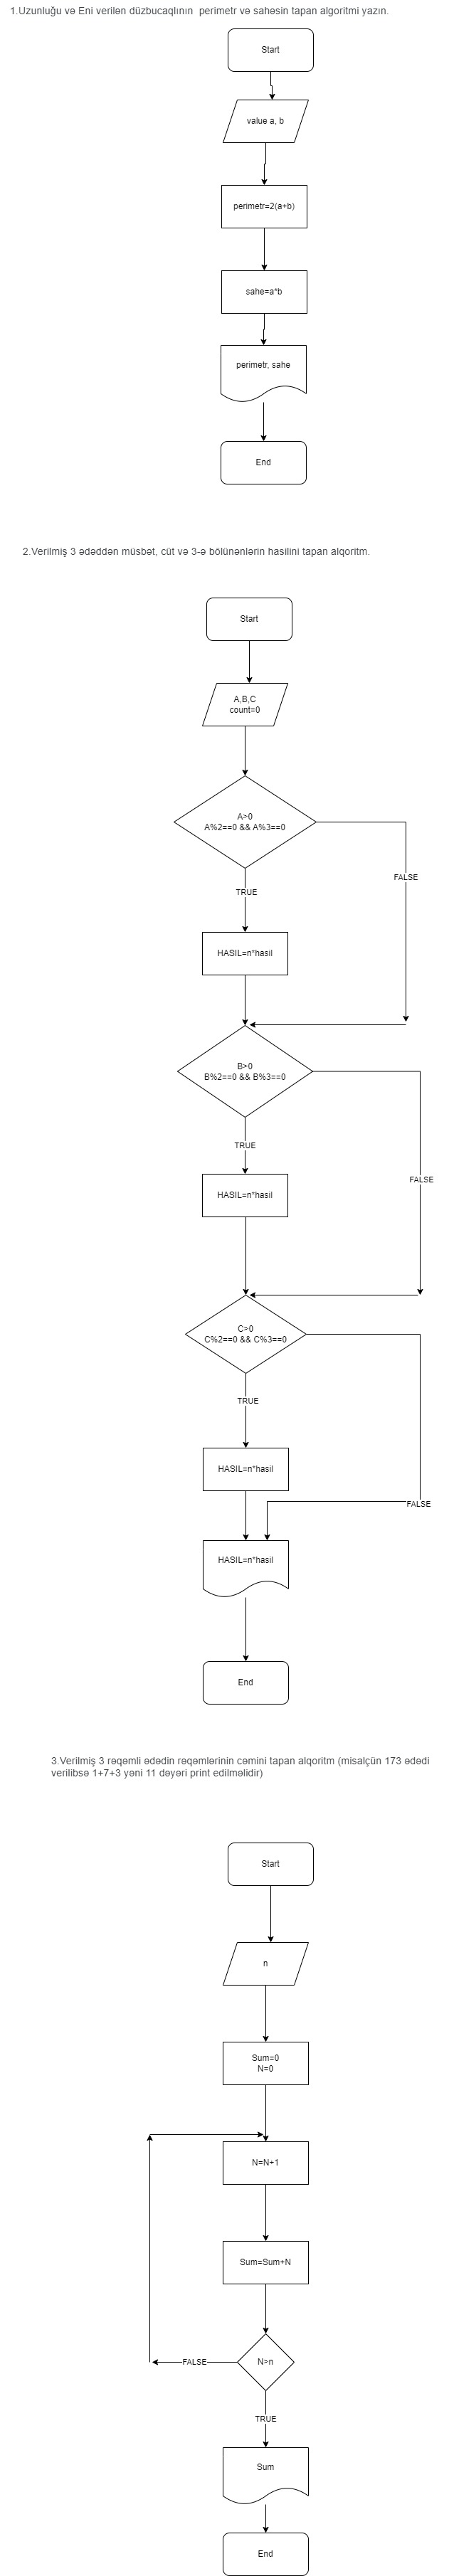 1.Uzunluğu və Eni verilən düzbucaqlının perimetr və sahəsin tapan algoritmi yazın.
Start
value a, b
perimetr=2(a+b)
sahe=a*b
perimetr, sahe
End
2.Verilmiş 3 ədəddən müsbət, cüt və 3-ə bölünənlərin hasilini tapan alqoritm.
Start
A,B,C
count=0
A>0
A%2==0 && A%3==0
FALSE
TRUE
HASIL=n*hasil
B>0
B%2==0 && B%3==0
TRUE
FALSE
HASIL=n*hasil
C>0
C%2==0 && C%3==0
TRUE
HASIL=n*hasil
FALSE
HASIL=n*hasil
End
3.Verilmiş 3 rəqəmli ədədin rəqəmlərinin cəmini tapan alqoritm (misalçün 173 ədədi
verilibsə 1+7+3 yəni 11 dəyəri print edilməlidir)
Start
n
Sum=0
N=0
N=N+1
Sum=Sum+N
FALSE
N>n
TRUE
Sum
End